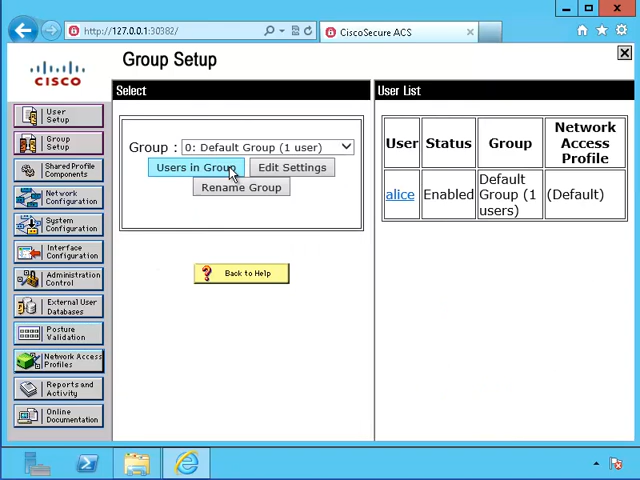 http://127.0.0.1:30382/
CiscoSecure ACS
CISCO
Group Setup
Select
User List
User
Setup
Group
Setup
Shared Profile
Components
Network
Configuration
System
Configuration
Interface
Configuration
Administration
Control
External User
Databases
Posture
Validation
Network Access
Profiles
Reports and
Activity
Online
Documentation
Group : 0: Default Group (1 user)
Users in Group
Edit Settings
Rename Group
? Back to Help
User Status Group Network Access Profile
alice Enabled Default Group (1 users) (Default)